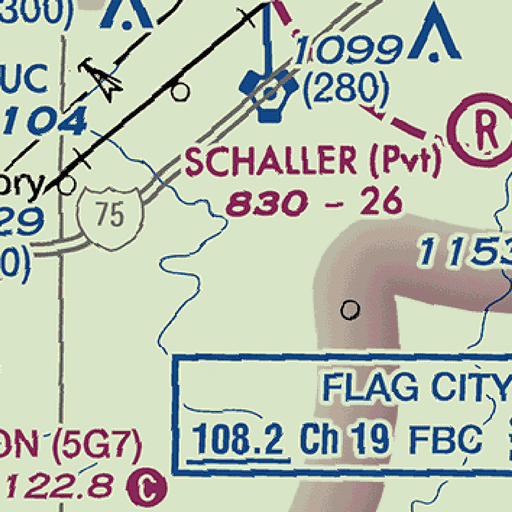 300)
1099
(280)
UC
104
R
SCHALLER (Pvt)
830 - 26
ory
29
0)
75
1153
FLAG CITY
108.2 Ch 19 FBC
ON (5G7)
122.8 C